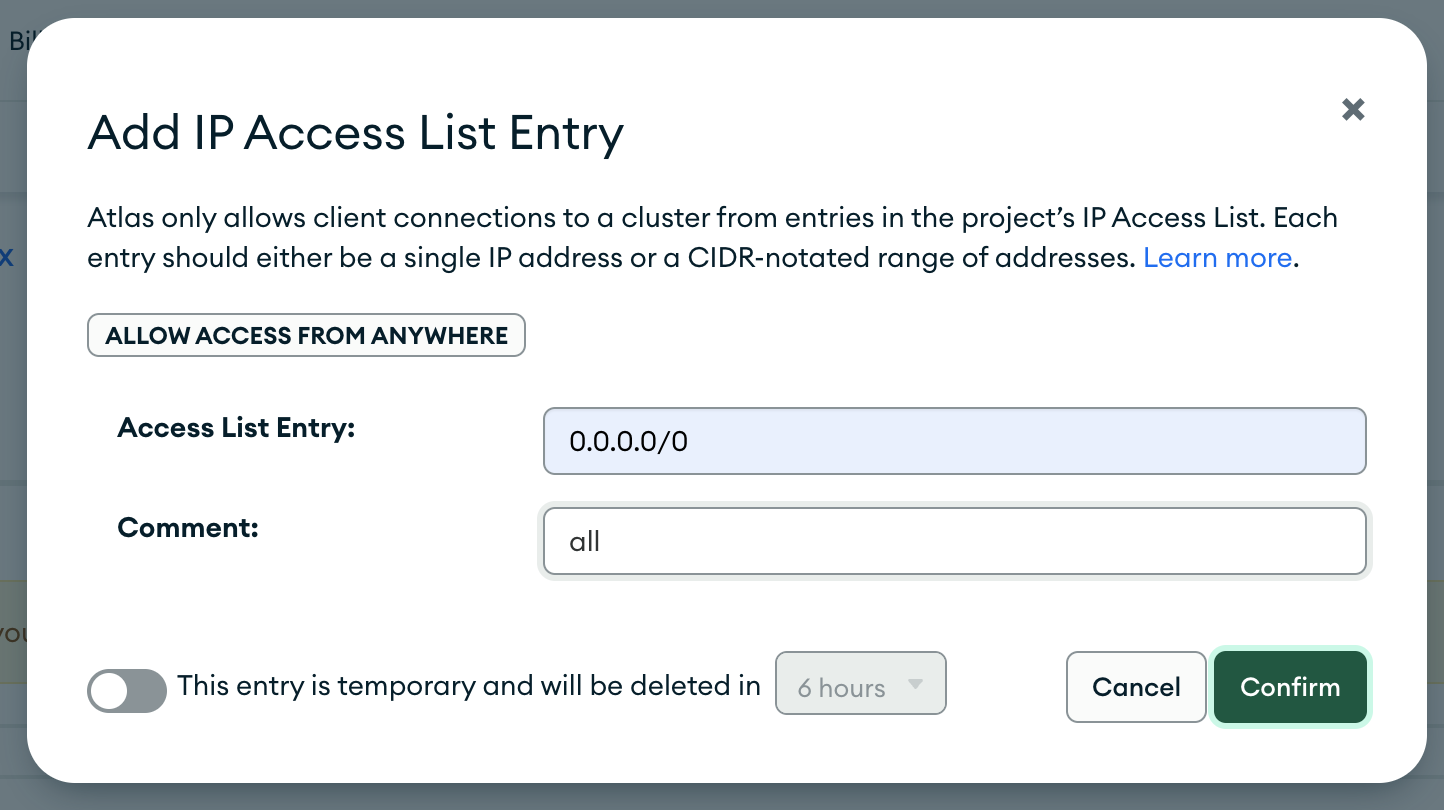 Add IP Access List Entry
Atlas only allows client connections to a cluster from entries in the project’s IP Access List. Each
entry should either be a single IP address or a CIDR-notated range of addresses. Learn more.
ALLOW ACCESS FROM ANYWHERE
Access List Entry: 0.0.0.0/0
Comment: all
This entry is temporary and will be deleted in 6 hours Cancel Confirm